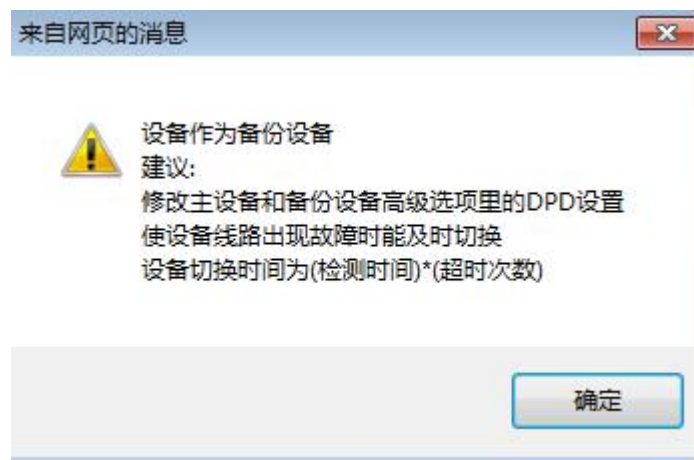 来自网页的消息
设备作为备份设备
建议:
修改主设备和备份设备高级选项里的DPD设置
使设备线路出现故障时能及时切换
设备切换时间为(检测时间)*(超时次数)
确定